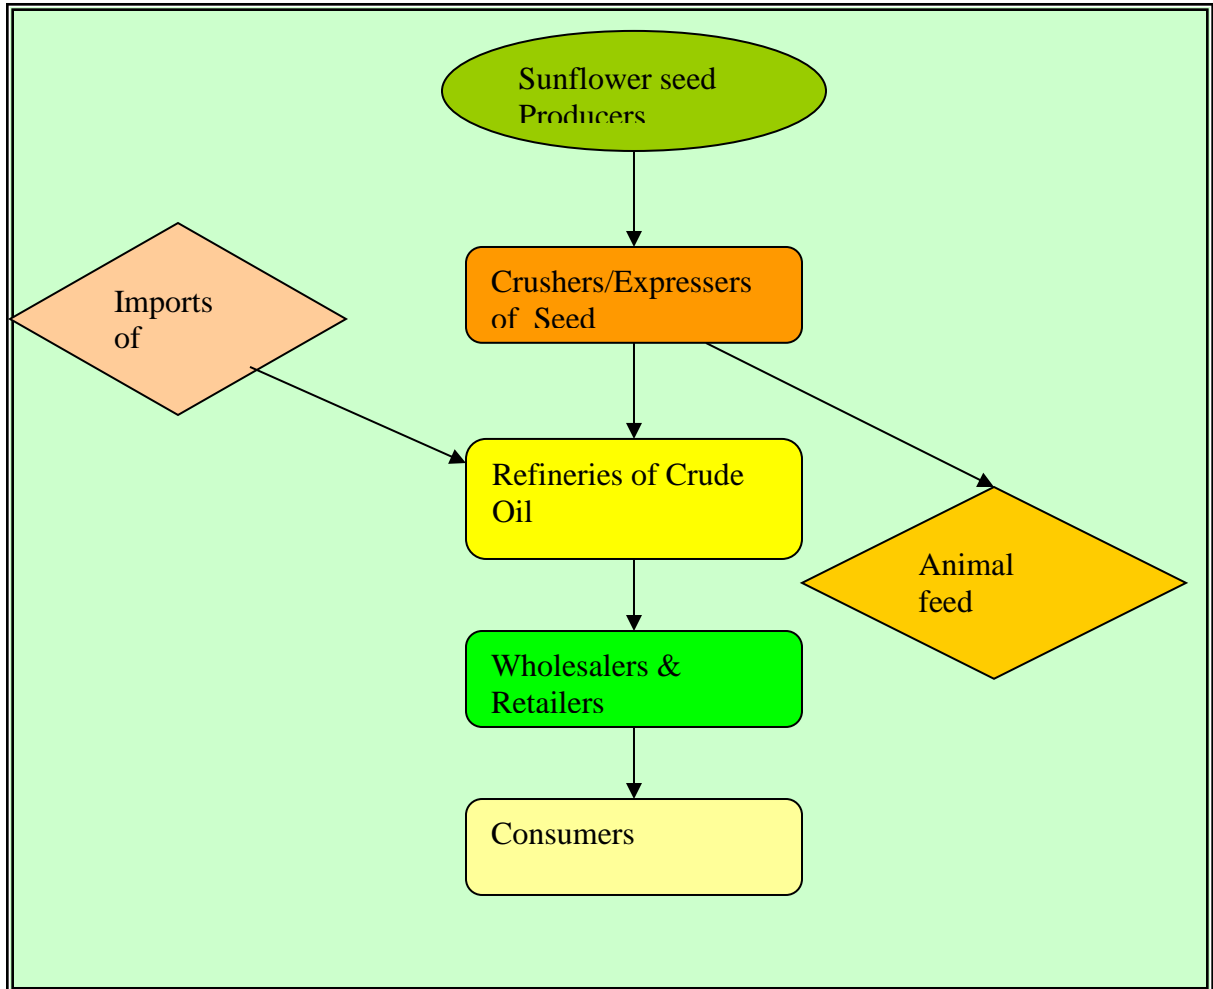 Sunflower seed
Producers
Crushers/Expressers
of  Seed
Imports
of
Refineries of Crude
Oil
Animal
feed
Wholesalers &
Retailers
Consumers